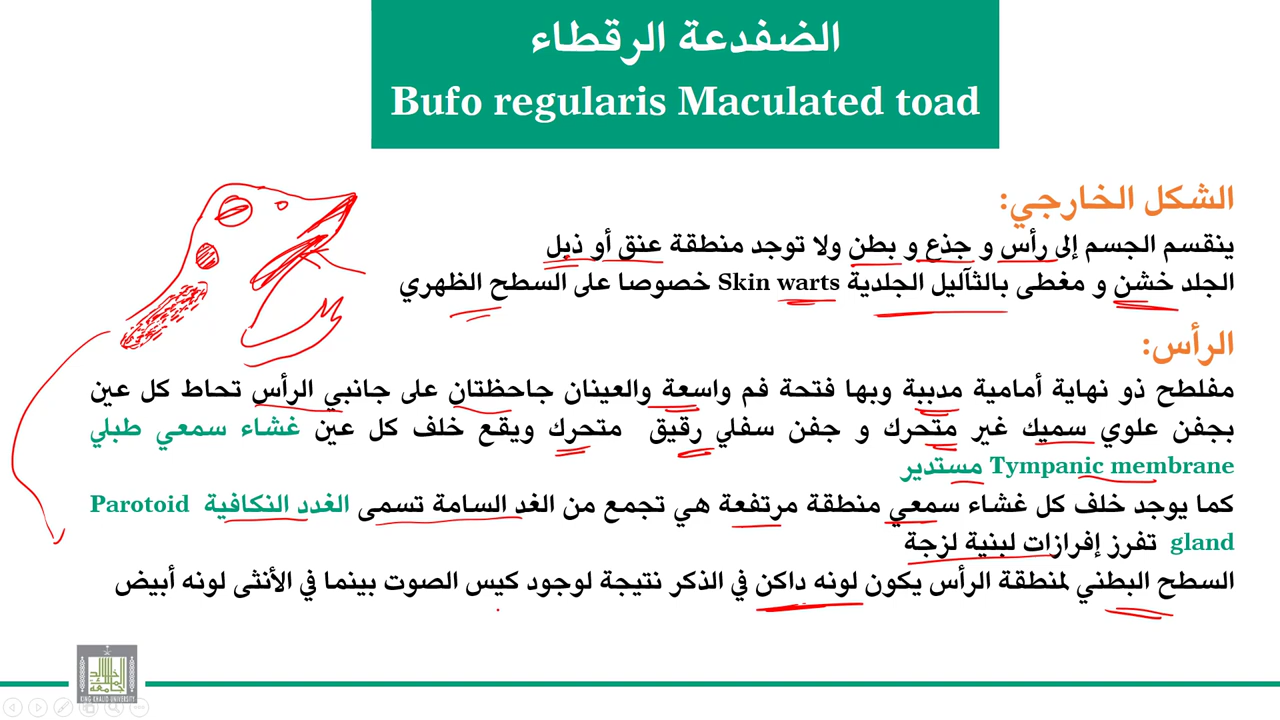 الضفدعة الرقطاء
Bufo regularis Maculated toad
الشكل الخارجي:
ينقسم الجسم إلى رأس و جذع و بطن ولا توجد منطقة عنق أو ذيل
الجلد خشن و مغطى بالثآليل الجلدية Skin warts خصوصا على السطح الظهري
الرأس:
مفلطح ذو نهاية أمامية مدببة وبها فتحة فم واسعة والعينان جاحظتان على جانبي الرأس تحاط كل عين
بجفن علوي سميك غير متحرك و جفن سفلي رقيق متحرك ويقع خلف كل عين غشاء سمعي طبلي
Tympanic membrane مستدير
كما يوجد خلف كل غشاء سمعي منطقة مرتفعة هي تجمع من الغد السامة تسمى الغدد النكافية Parotoid
gland تفرز إفرازات لبنية لزجة
السطح البطني لمنطقة الرأس يكون لونه داكن في الذكر نتيجة لوجود كيس الصوت بينما في الأنثى لونه أبيض
KING KHALID UNIVERSITY